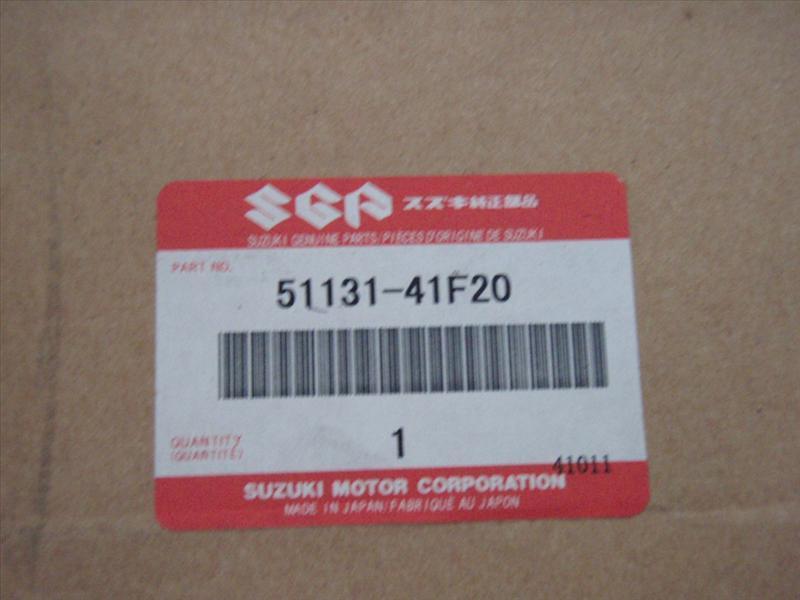 SGP スズキ純正部品
SUZUKI GENUINE PARTS/PIÈCES D'ORIGINE DE SUZUKI
PART NO.
51131-41F20
QUANTITY
(QUANTITÉ)
1
41011
SUZUKI MOTOR CORPORATION
MADE IN JAPAN/FABRIQUÉ AU JAPON